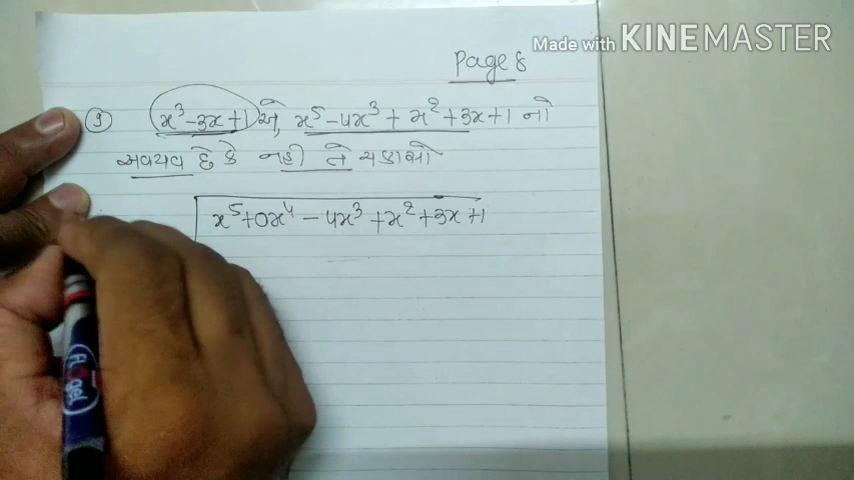 Made with KINEMASTER
Page 8
૧ x³-3x+1 એ, x⁵-4x³+x²+3x+1 નો
અવયવ છે કે નહી તે ચકાસો
x⁵+0x⁴-4x³+x²+3x+1